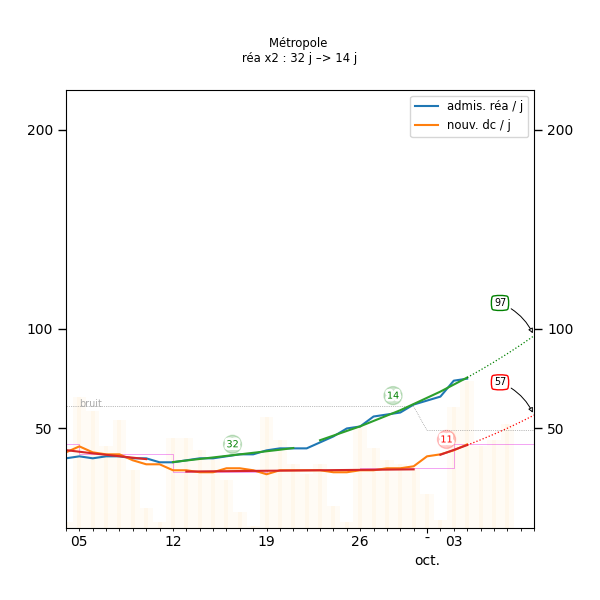 Métropole
réa x2 : 32 j –> 14 j
admis. réa / j
nouv. dc / j
200
200
100
100
50
50
97
57
bruit
14
32
11
05
12
19
26
-
03
oct.